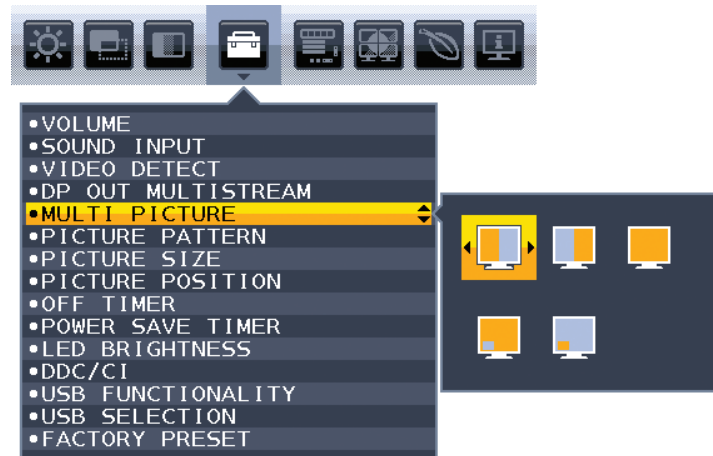 •VOLUME
•SOUND INPUT
•VIDEO DETECT
•DP OUT MULTISTREAM
•MULTI PICTURE
•PICTURE PATTERN
•PICTURE SIZE
•PICTURE POSITION
•OFF TIMER
•POWER SAVE TIMER
•LED BRIGHTNESS
•DDC/CI
•USB FUNCTIONALITY
•USB SELECTION
•FACTORY PRESET